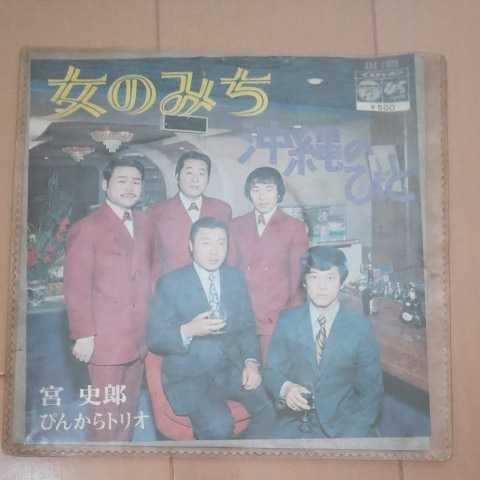 女のみち
沖縄の
ひと
¥500
宮 史郎
ぴんからトリオ